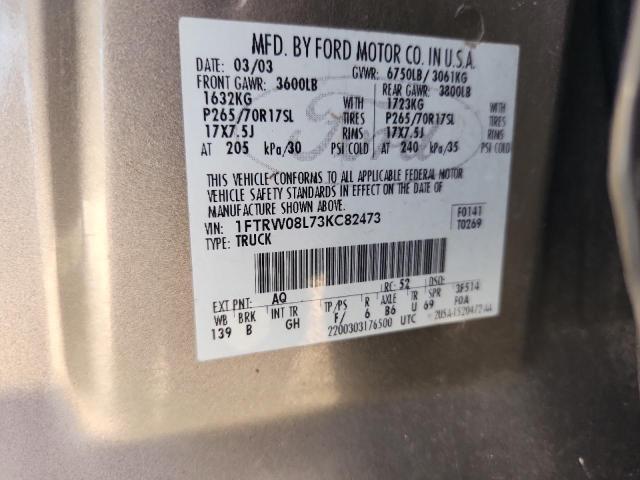 MFD. BY FORD MOTOR CO. IN U.S.A.
DATE: 03/03 GVWR: 6750LB/ 3061KG
FRONT GAWR: 3600LB REAR GAWR: 3800LB
1632KG WITH 1723KG WITH
P265/70R17SL TIRES P265/70R17SL TIRES
17X7.5J RIMS 17X7.5J RIMS
AT 205 kPa/30 PSI COLD AT 240 kPa/35 PSI COLD
THIS VEHICLE CONFORMS TO ALL APPLICABLE FEDERAL MOTOR
VEHICLE SAFETY STANDARDS IN EFFECT ON THE DATE OF
MANUFACTURE SHOWN ABOVE.
VIN: 1FTRW08L73KC82473 F0141
TYPE: TRUCK T0269
EXT PNT: AQ RC: 52 DSO:
WB BRK INT TR TP/PS R AXLE TR SPR 3F514
139 B GH F/ 6 B6 U 69 FOA
2200303176500 UTC
Ford